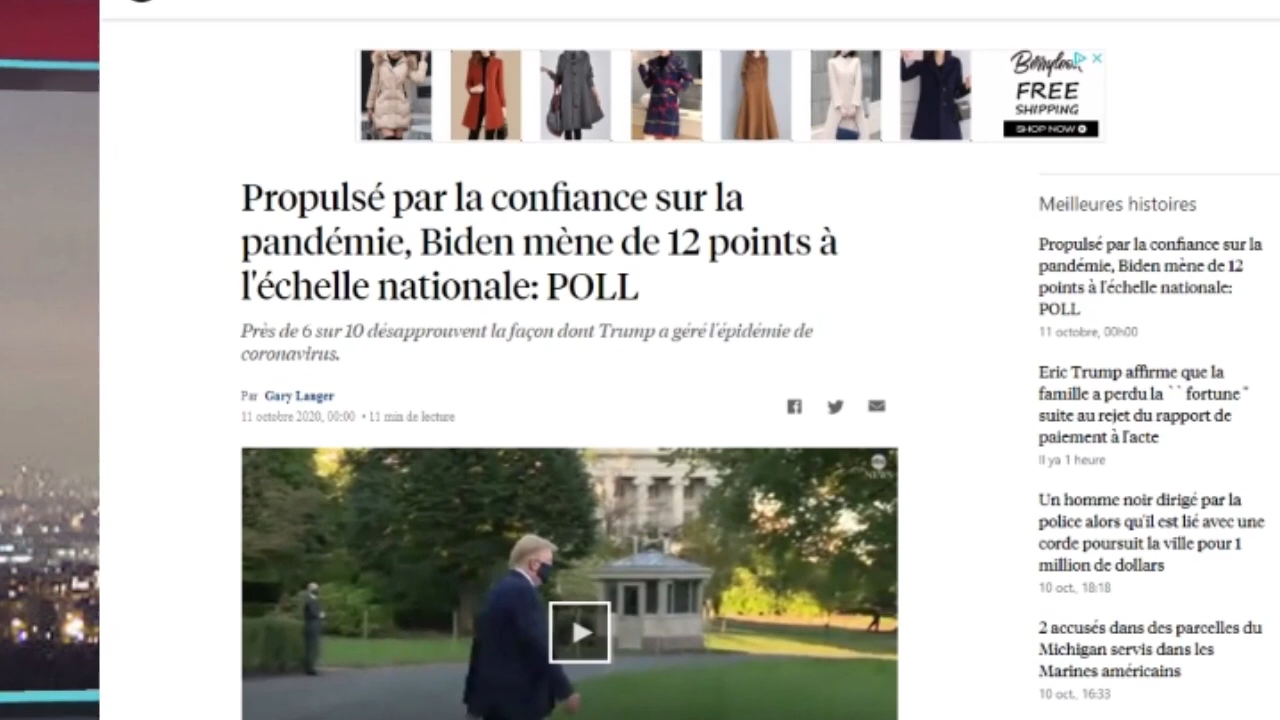 Berrylook
FREE
SHIPPING
SHOP NOW
Propulsé par la confiance sur la
pandémie, Biden mène de 12 points à
l'échelle nationale: POLL
Près de 6 sur 10 désapprouvent la façon dont Trump a géré l'épidémie de
coronavirus.
Par Gary Langer
11 octobre 2020, 00:00 • 11 min de lecture
NEWS
Meilleures histoires
Propulsé par la confiance sur la
pandémie, Biden mène de 12
points à l'échelle nationale:
POLL
11 octobre, 00h00
Eric Trump affirme que la
famille a perdu la `` fortune ''
suite au rejet du rapport de
paiement à l'acte
Il ya 1 heure
Un homme noir dirigé par la
police alors qu'il est lié avec une
corde poursuit la ville pour 1
million de dollars
10 oct., 18:18
2 accusés dans des parcelles du
Michigan servis dans les
Marines américains
10 oct., 16:33